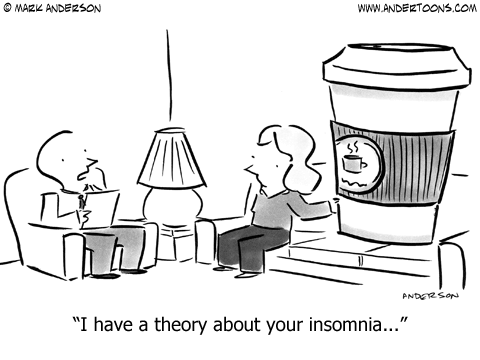 © MARK ANDERSON
WWW.ANDERTOONS.COM
ANDERSON
"I have a theory about your insomnia..."